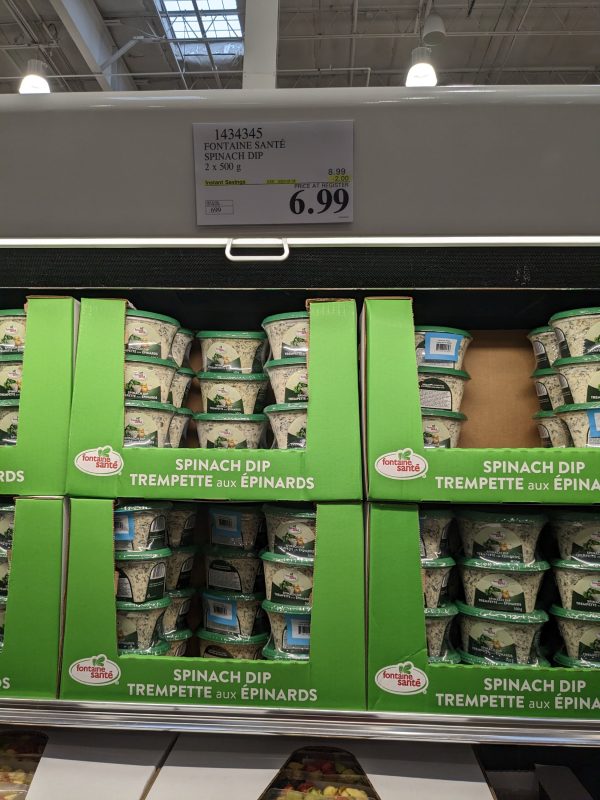 1434345
FONTAINE SANTÉ
SPINACH DIP
2 x 500 g
8.99
Instant Savings
-2.00
PRICE AT REGISTER
6.99
699
RDS
fontaine santé
SPINACH DIP
TREMPETTE aux ÉPINARDS
fontaine santé
SPINACH DIP
TREMPETTE aux ÉPINA
DS
fontaine santé
SPINACH DIP
TREMPETTE aux ÉPINARDS
fontaine santé
SPINACH DIP
TREMPETTE aux ÉPINA